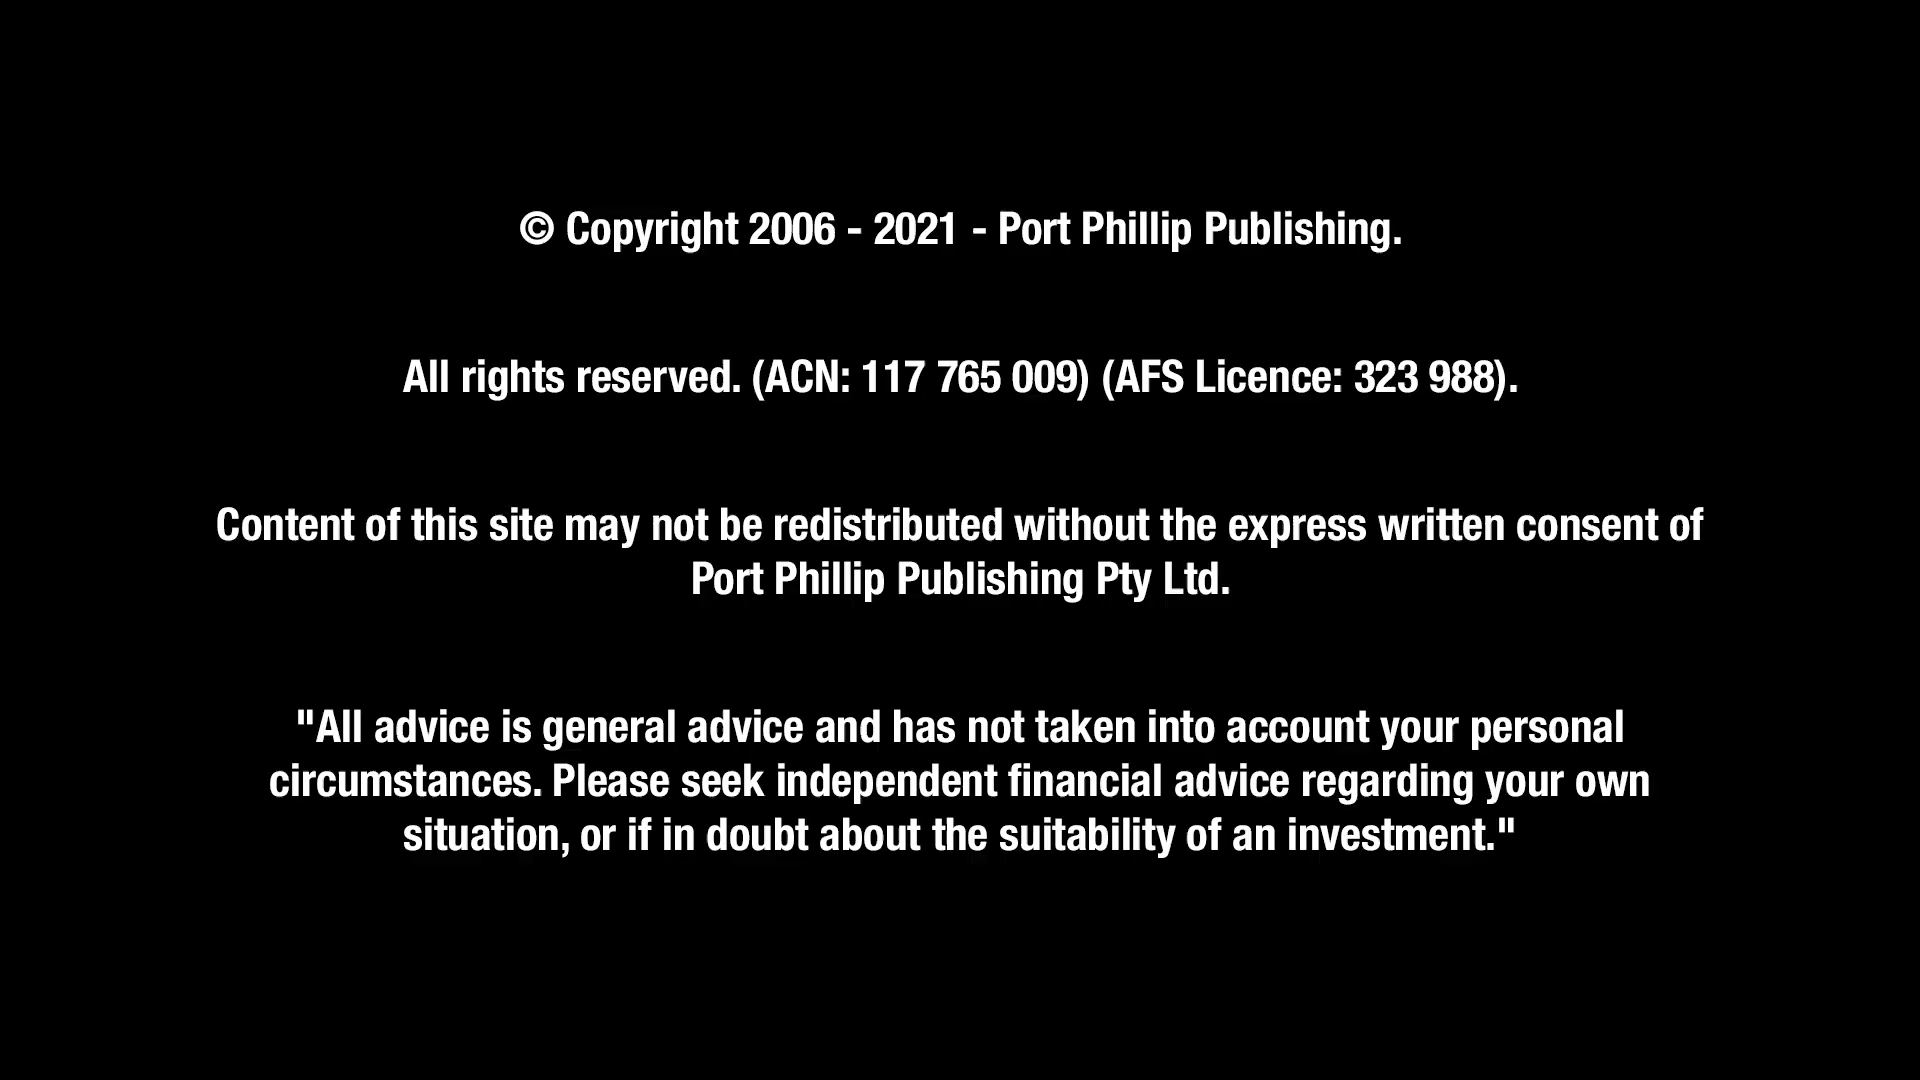 © Copyright 2006 - 2021 - Port Phillip Publishing.
All rights reserved. (ACN: 117 765 009) (AFS Licence: 323 988).
Content of this site may not be redistributed without the express written consent of
Port Phillip Publishing Pty Ltd.
"All advice is general advice and has not taken into account your personal
circumstances. Please seek independent financial advice regarding your own
situation, or if in doubt about the suitability of an investment."